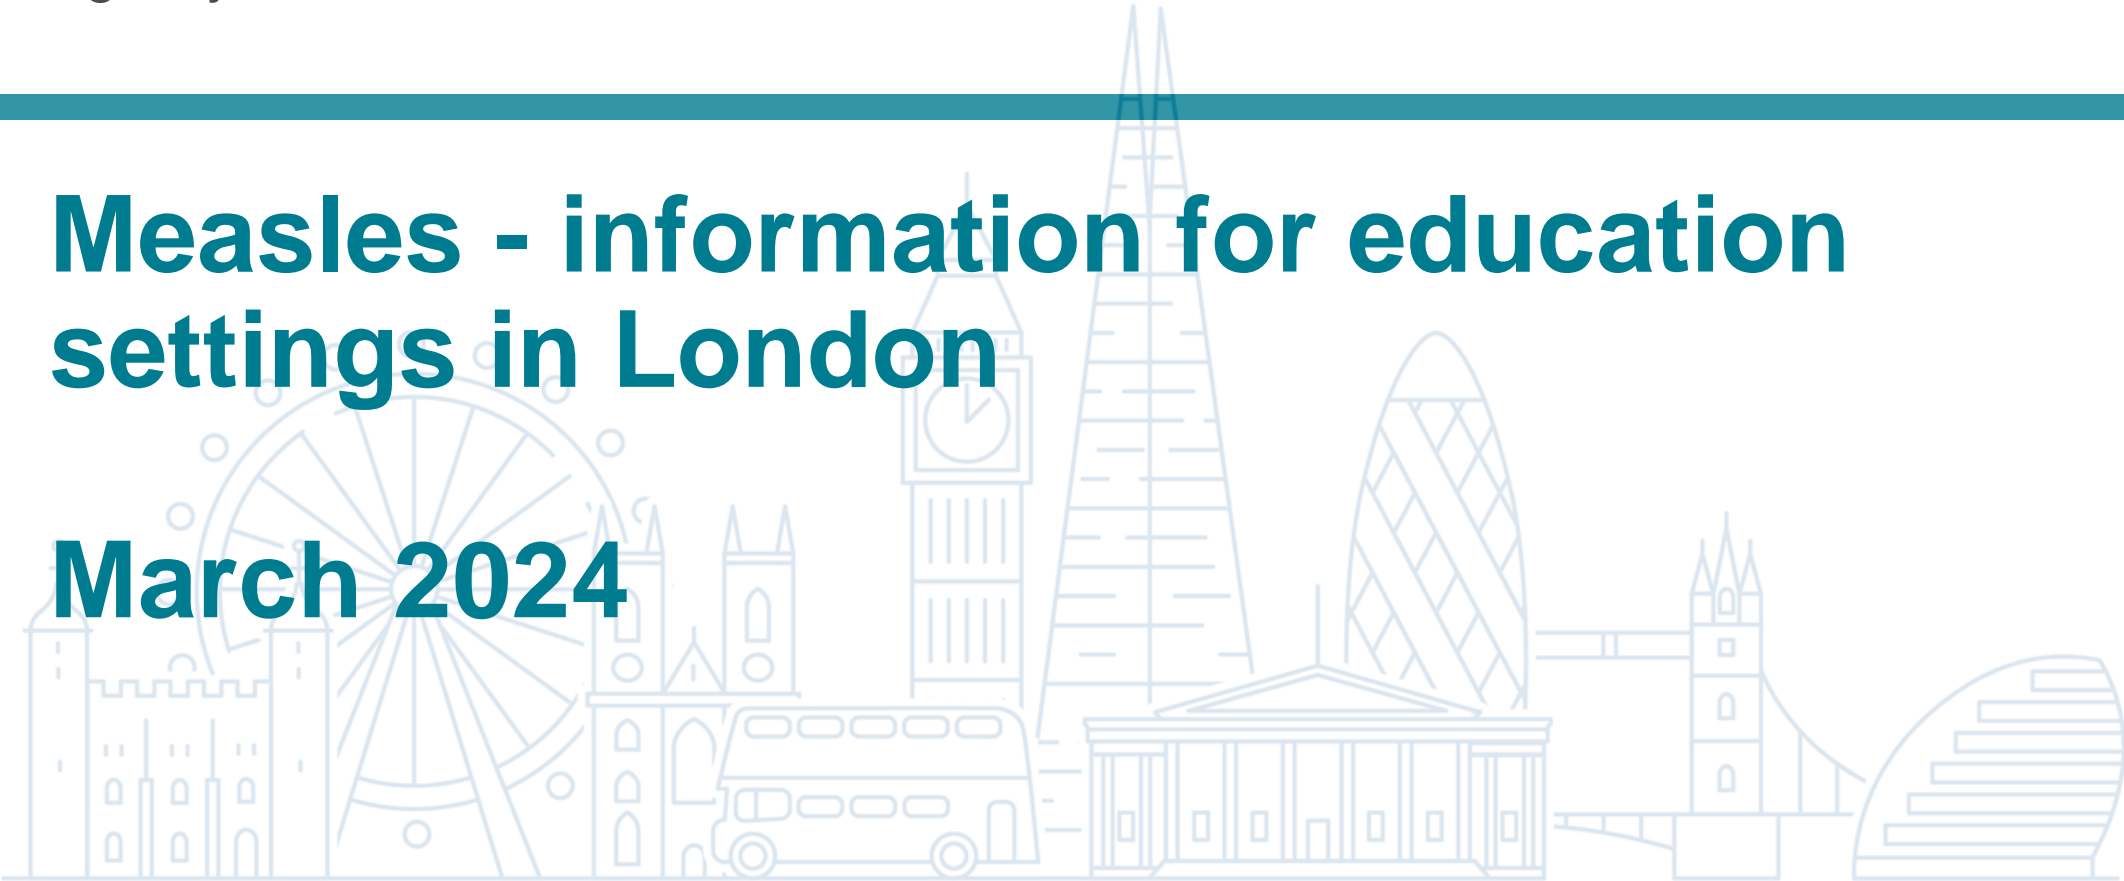 Measles - information for education
settings in London
March 2024